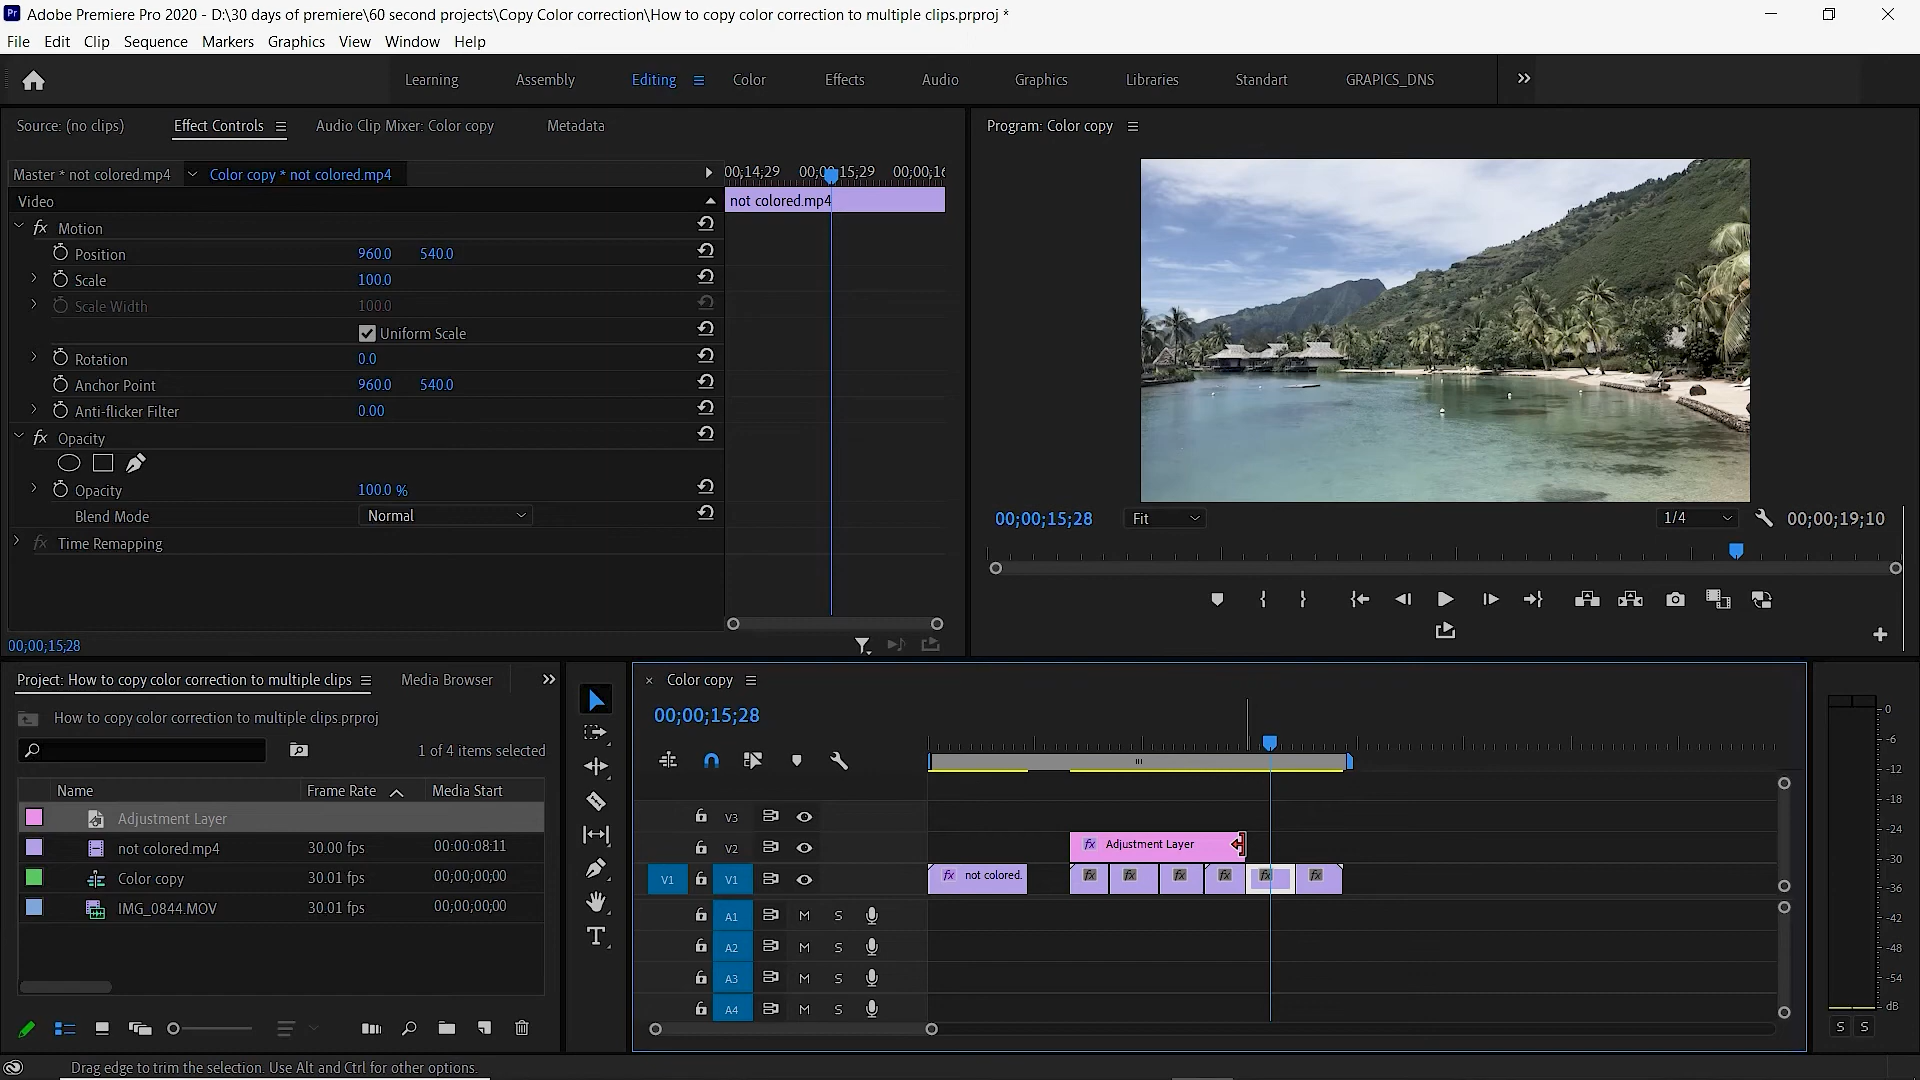 Adobe Premiere Pro 2020 - D:\30 days of premiere\60 second projects\Copy Color correction\How to copy color correction to multiple clips.prproj *
File Edit Clip Sequence Markers Graphics View Window Help
Learning Assembly Editing Color Effects Audio Graphics Libraries Standart GRAPICS_DNS
Source: (no clips) Effect Controls Audio Clip Mixer: Color copy Metadata
Program: Color copy
Master * not colored.mp4 Color copy * not colored.mp4
00;14;29 00;00;15;29 00;00;16
Video
not colored.mp4
fx Motion
Position 960.0 540.0
Scale 100.0
Scale Width 100.0
Uniform Scale
Rotation 0.0
Anchor Point 960.0 540.0
Anti-flicker Filter 0.00
fx Opacity
Opacity 100.0 %
Blend Mode Normal
fx Time Remapping
00;00;15;28
00;00;15;28 Fit 1/4 00;00;19;10
Project: How to copy color correction to multiple clips Media Browser
How to copy color correction to multiple clips.prproj
1 of 4 items selected
Name Frame Rate Media Start
Adjustment Layer
not colored.mp4 30.00 fps 00:00:08:11
Color copy 30.01 fps 00;00;00;00
IMG_0844.MOV 30.01 fps 00;00;00;00
Color copy
00;00;15;28
V3
V2 fx Adjustment Layer
V1 V1 fx not colored. fx fx fx fx fx fx
A1 M S
A2 M S
A3 M S
A4 M S
0
-6
-12
-18
-24
-30
-36
-42
-48
-54
dB
S S
Drag edge to trim the selection. Use Alt and Ctrl for other options.